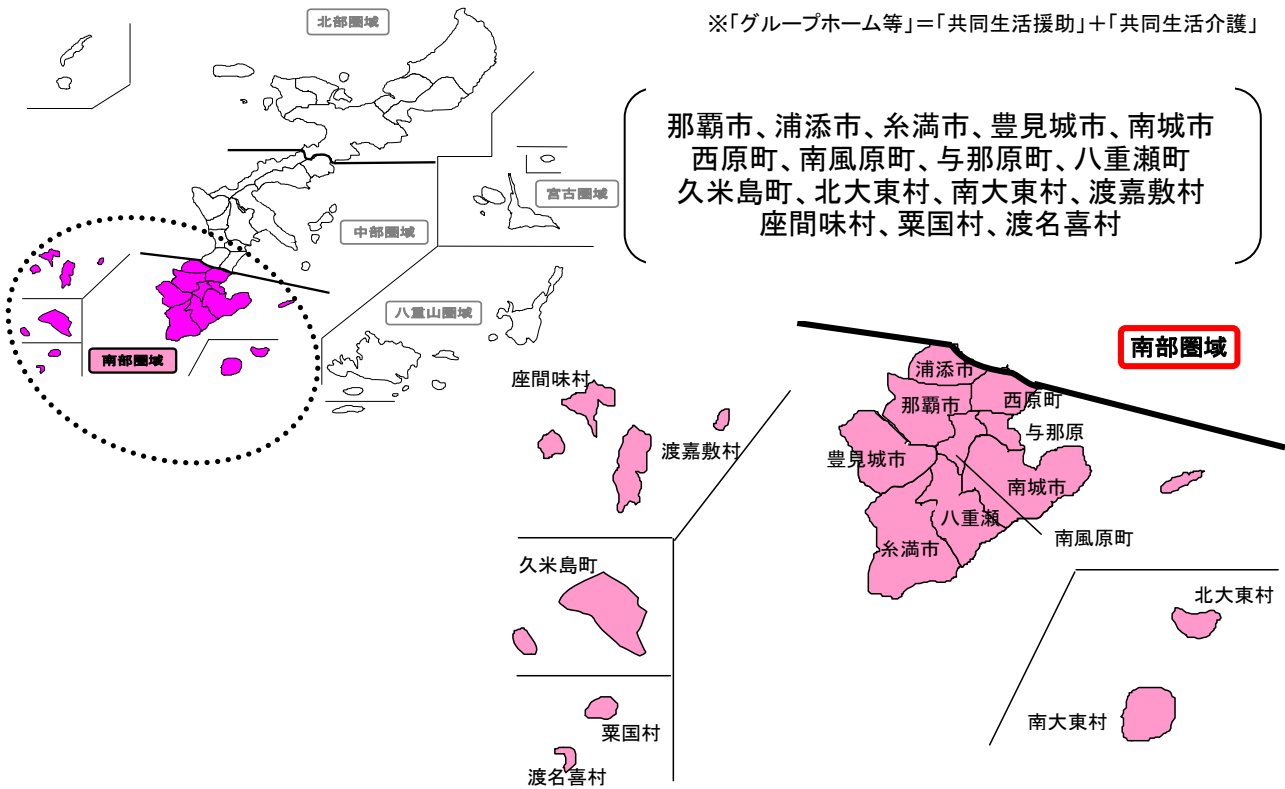 ※「グループホーム等」=「共同生活援助」+「共同生活介護」
北部圏域
那覇市、浦添市、糸満市、豊見城市、南城市
西原町、南風原町、与那原町、八重瀬町
久米島町、北大東村、南大東村、渡嘉敷村
座間味村、粟国村、渡名喜村
宮古圏域
中部圏域
八重山圏域
南部圏域
南部圏域
浦添市
座間味村
那覇市
西原町
渡嘉敷村
与那原
豊見城市
南城市
八重瀬
南風原町
糸満市
久米島町
北大東村
南大東村
粟国村
渡名喜村